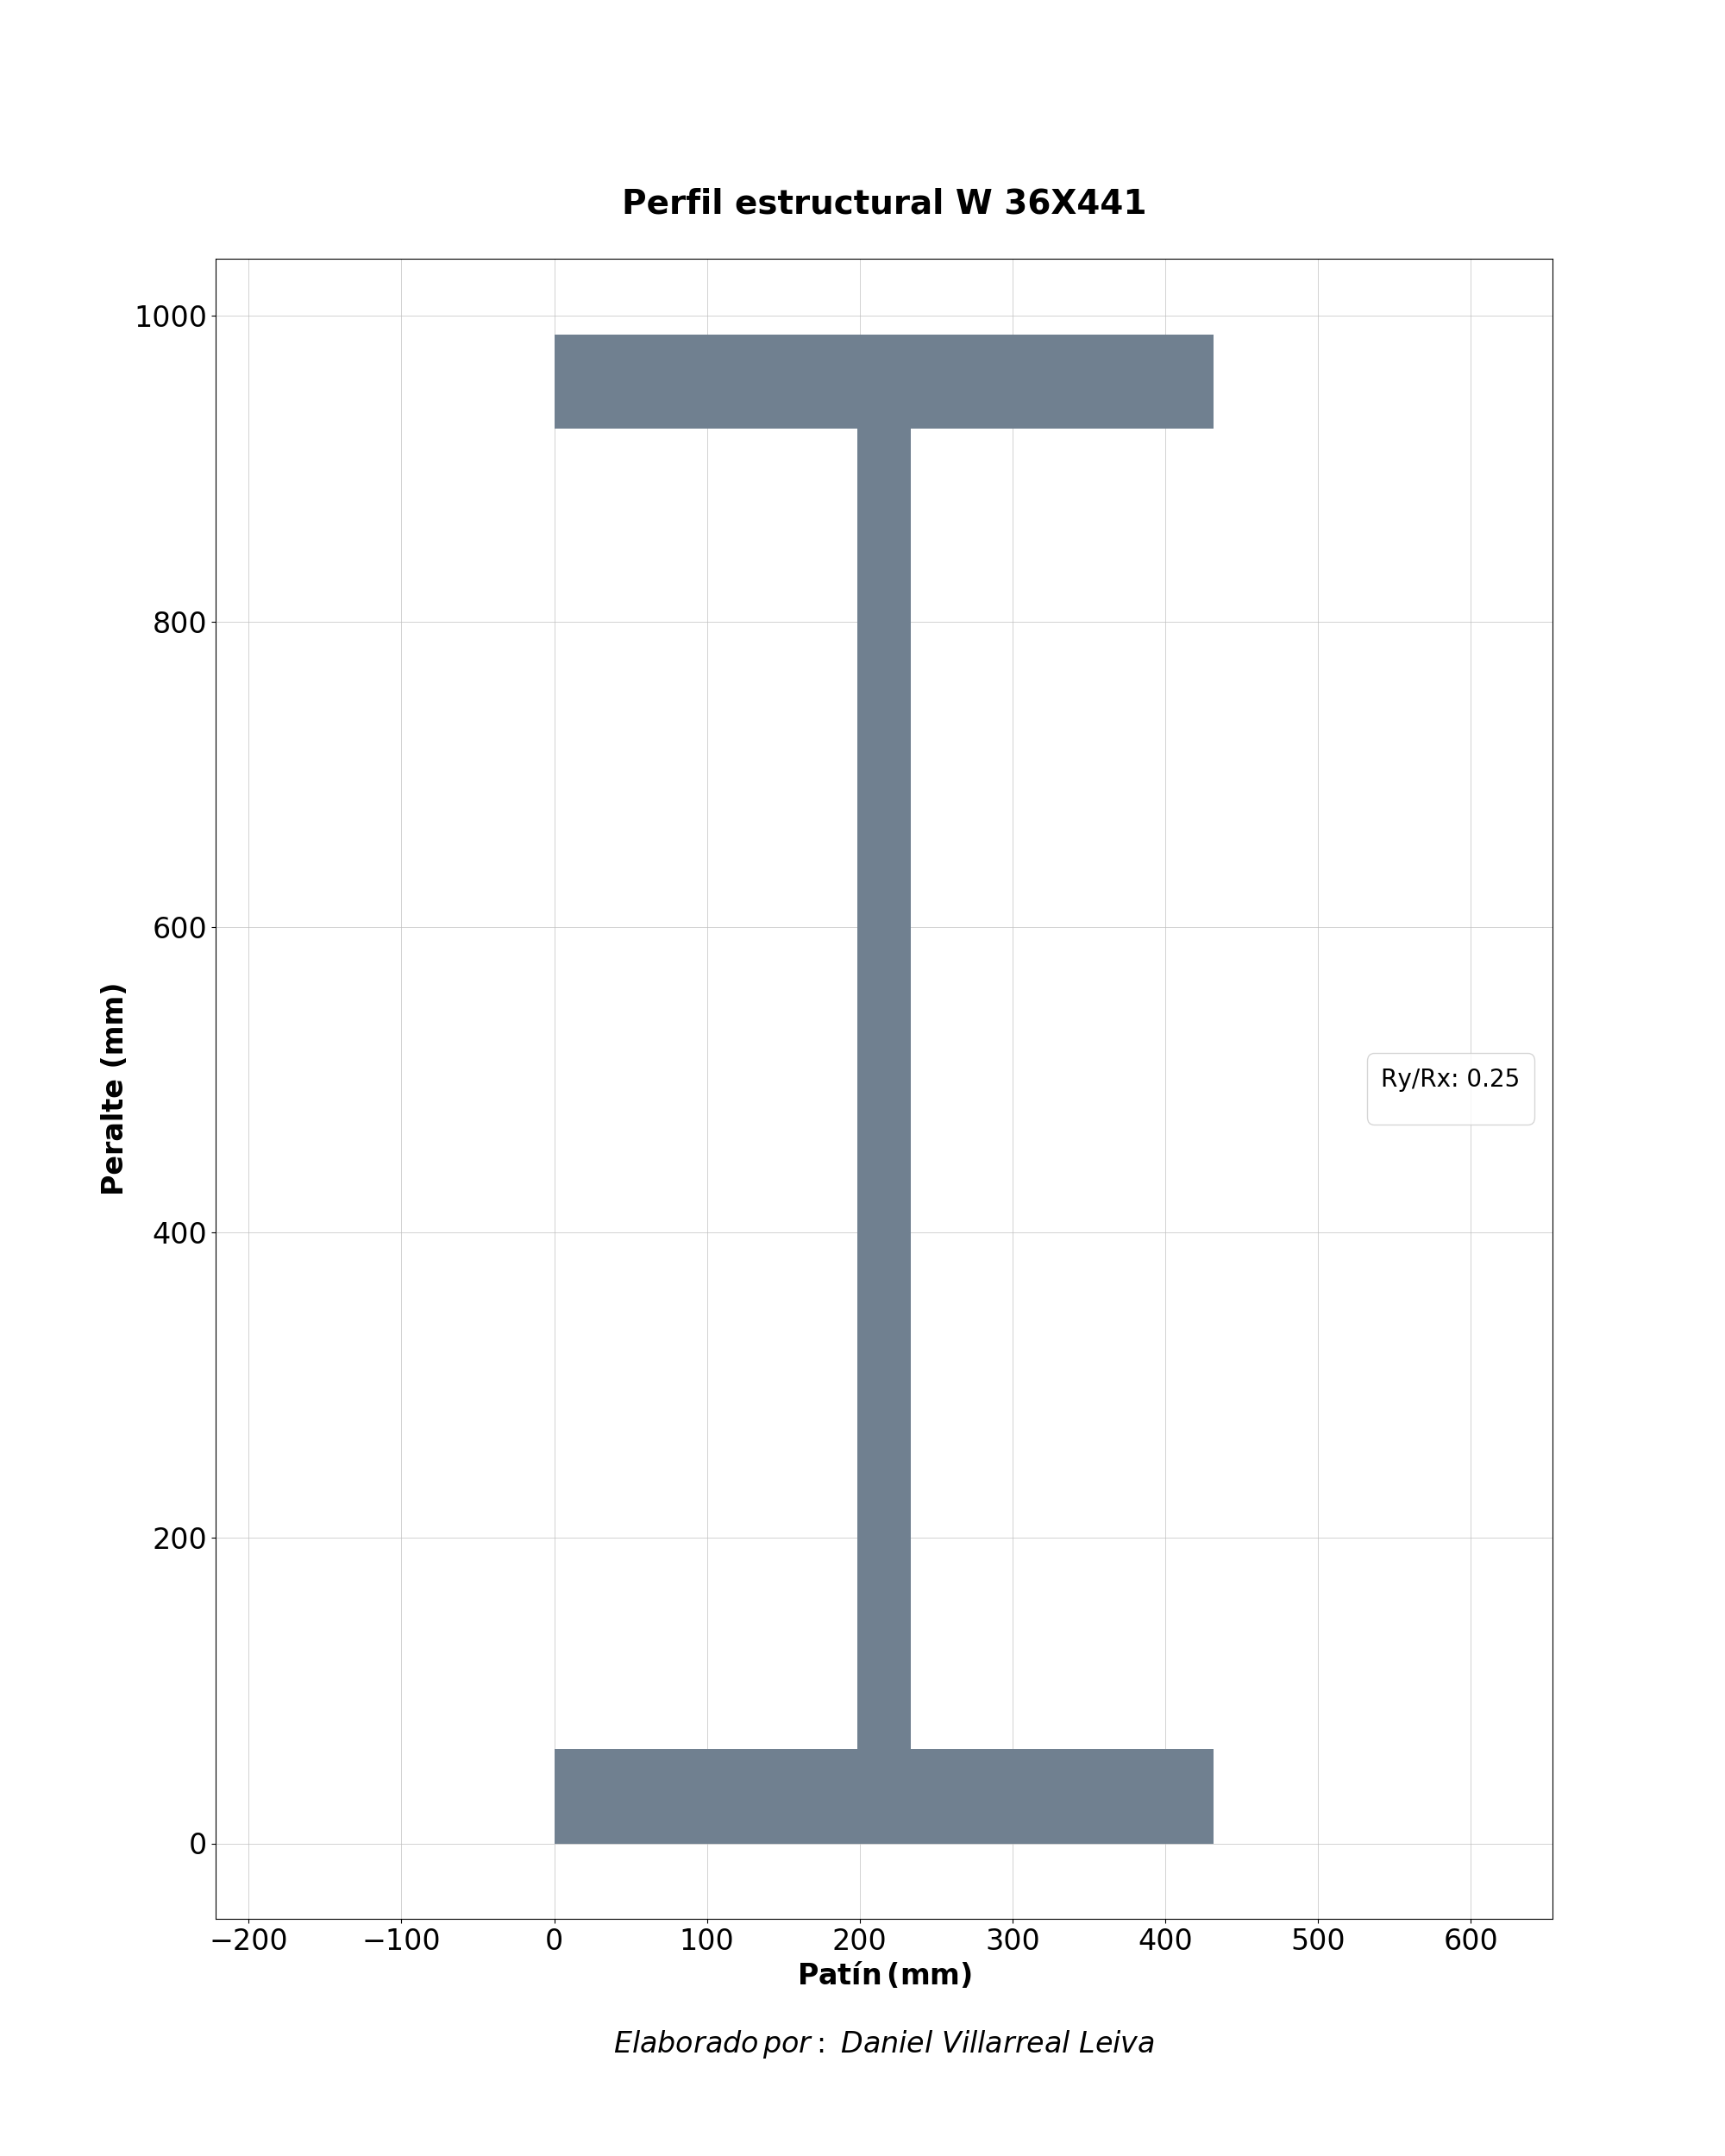 Perfil estructural W 36X441
1000
800
600
400
200
0
Peralte (mm)
Ry/Rx: 0.25
−200 −100 0 100 200 300 400 500 600
Patín (mm)
Elaborado por: Daniel Villarreal Leiva